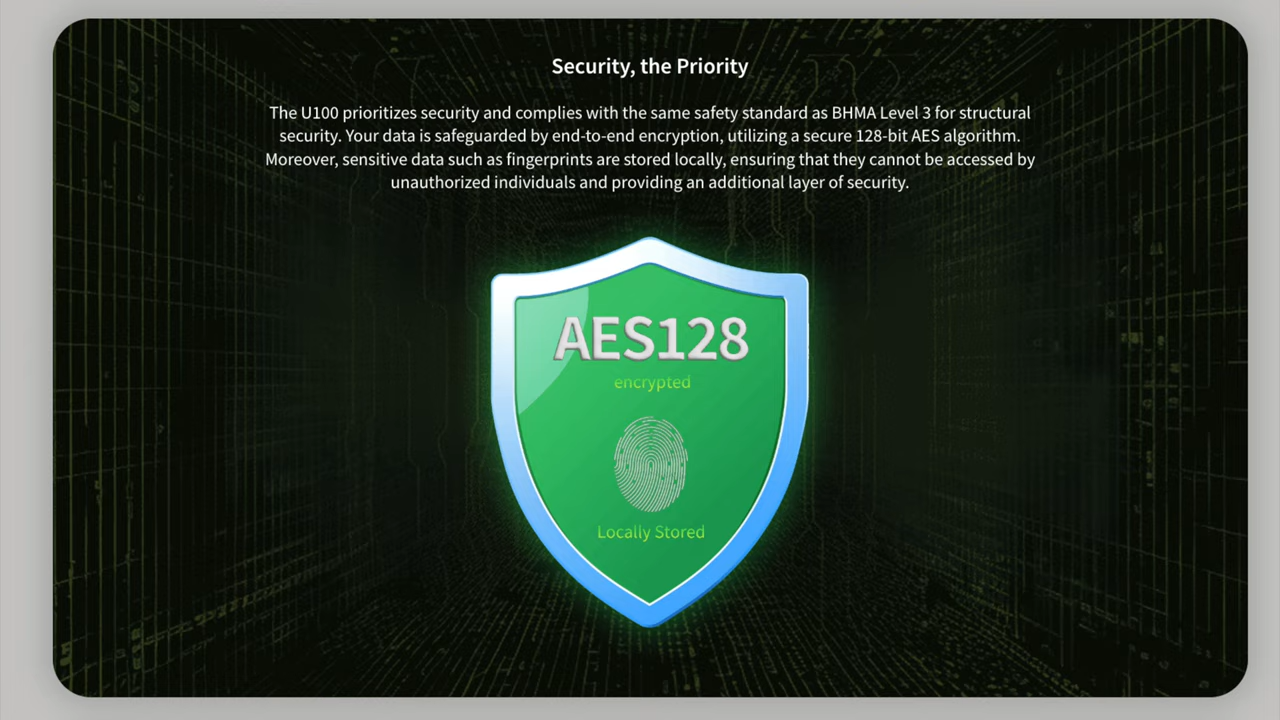 Security, the Priority
The U100 prioritizes security and complies with the same safety standard as BHMA Level 3 for structural
security. Your data is safeguarded by end-to-end encryption, utilizing a secure 128-bit AES algorithm.
Moreover, sensitive data such as fingerprints are stored locally, ensuring that they cannot be accessed by
unauthorized individuals and providing an additional layer of security.
AES128
encrypted
Locally Stored